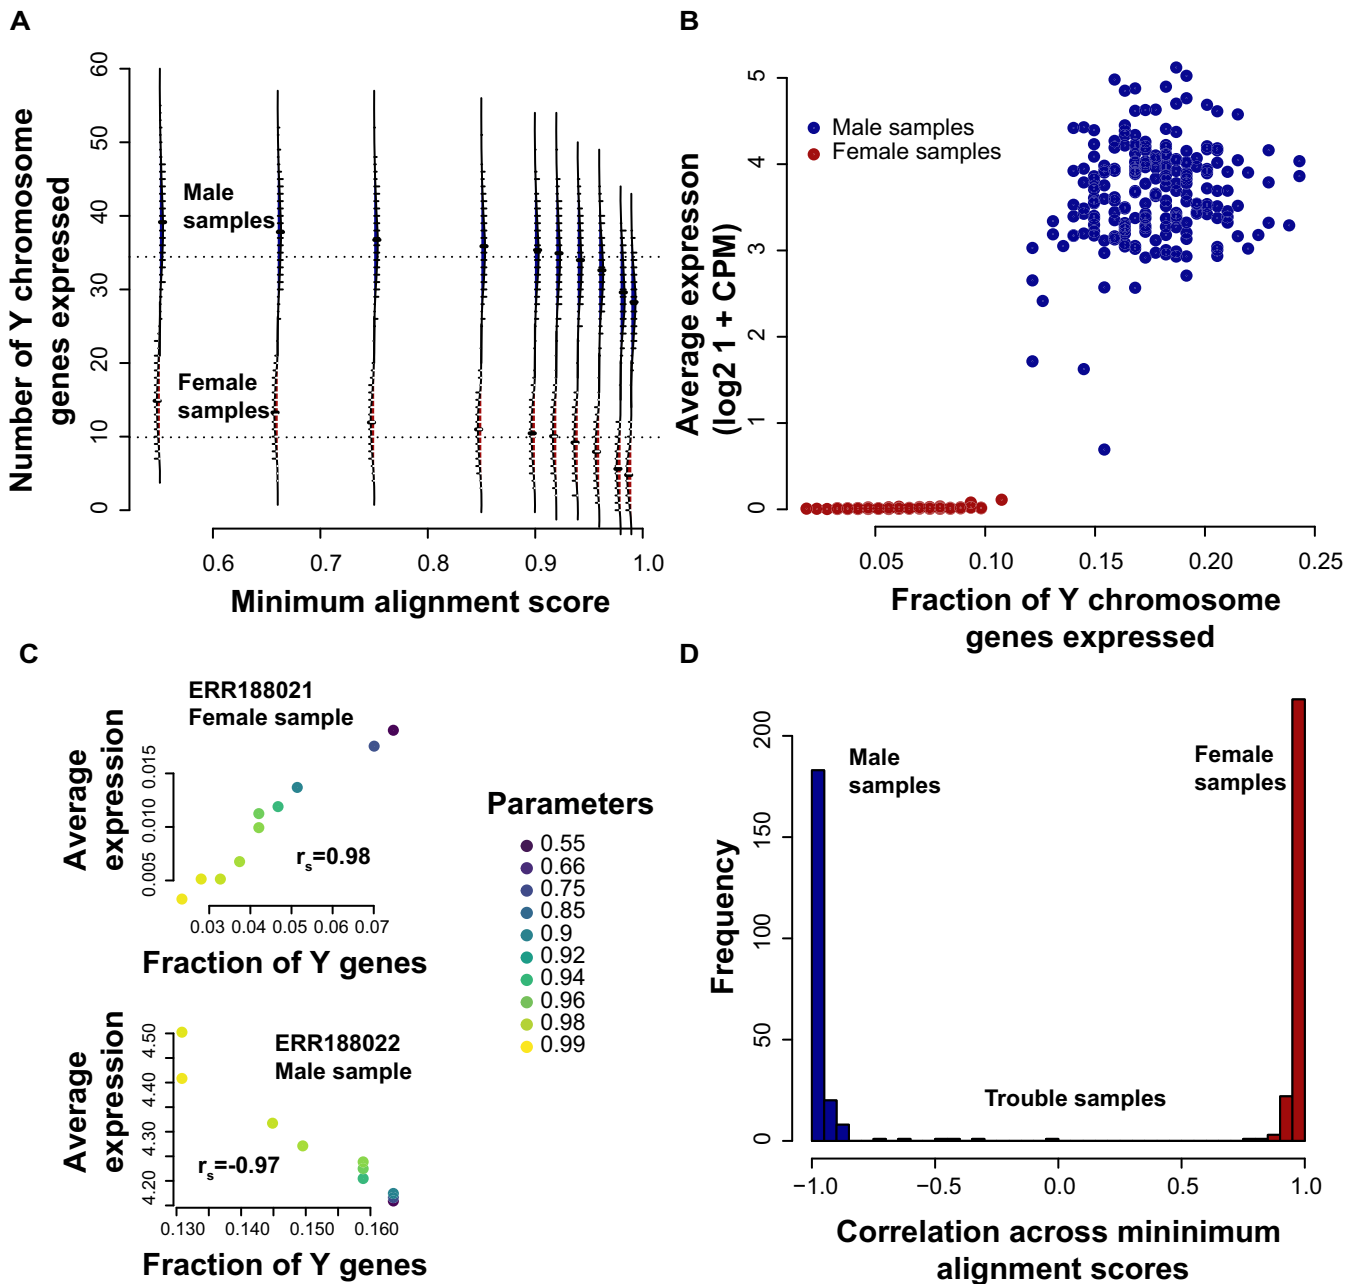 A
Number of Y chromosome
genes expressed
60
50
40
30
20
10
0
Male
samples
Female
samples
0.6
0.7
0.8
0.9
1.0
Minimum alignment score
B
Average expresson
(log2 1 + CPM)
5
4
3
2
1
0
Male samples
Female samples
0.05
0.10
0.15
0.20
0.25
Fraction of Y chromosome
genes expressed
C
ERR188021
Female sample
Average
expression
0.015
0.010
0.005
rs=0.98
0.03
0.04
0.05
0.06
0.07
Fraction of Y genes
Parameters
0.55
0.66
0.75
0.85
0.9
0.92
0.94
0.96
0.98
0.99
Average
expression
4.50
4.40
4.30
4.20
ERR188022
Male sample
rs=-0.97
0.130
0.140
0.150
0.160
Fraction of Y genes
D
Frequency
200
150
100
50
0
Male
samples
Female
samples
Trouble samples
−1.0
−0.5
0.0
0.5
1.0
Correlation across mininimum
alignment scores